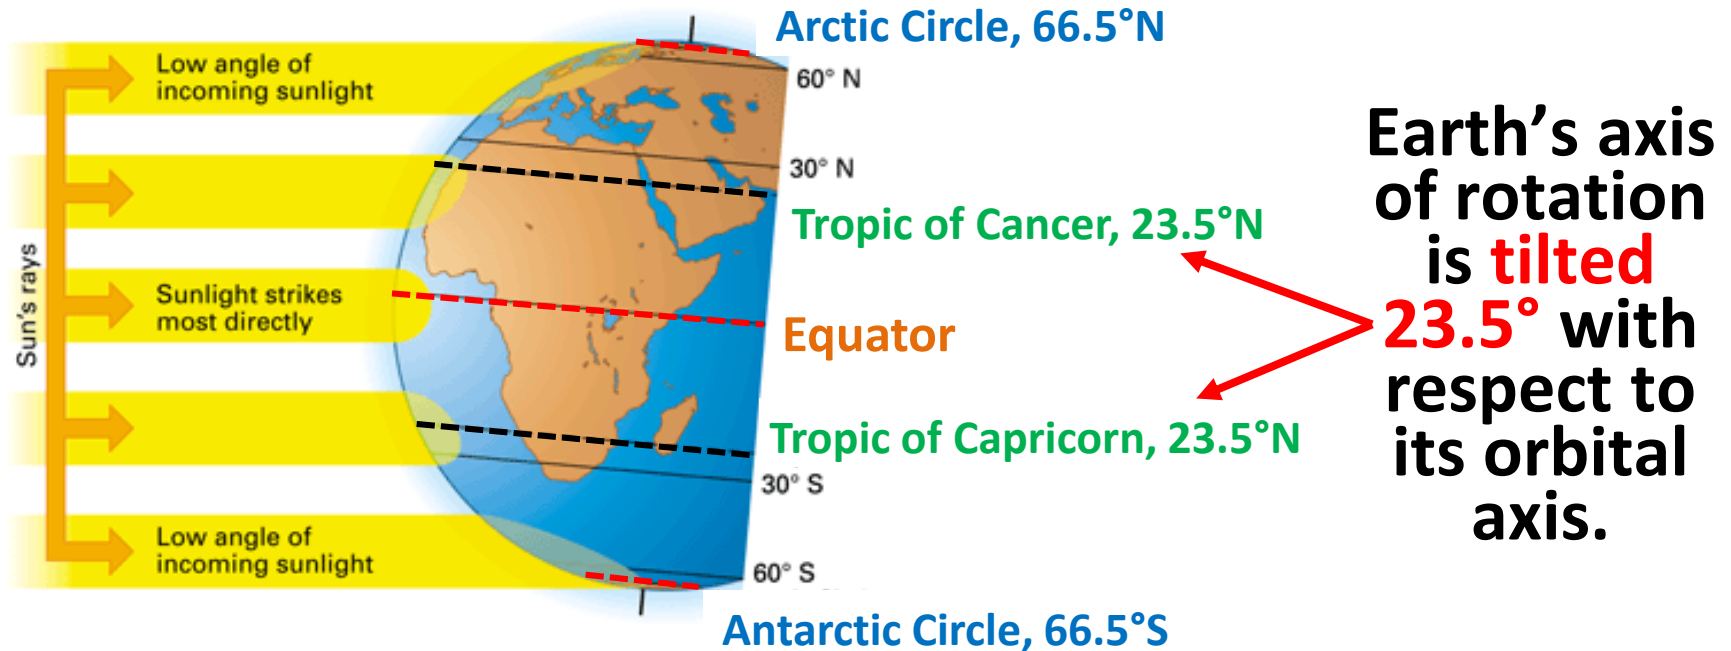 Arctic Circle, 66.5°N
Low angle of
incoming sunlight
60° N
30° N
Tropic of Cancer, 23.5°N
Sun's rays
Sunlight strikes
most directly
Equator
Tropic of Capricorn, 23.5°N
30° S
Low angle of
incoming sunlight
60° S
Antarctic Circle, 66.5°S
Earth’s axis
of rotation
is tilted
23.5° with
respect to
its orbital
axis.